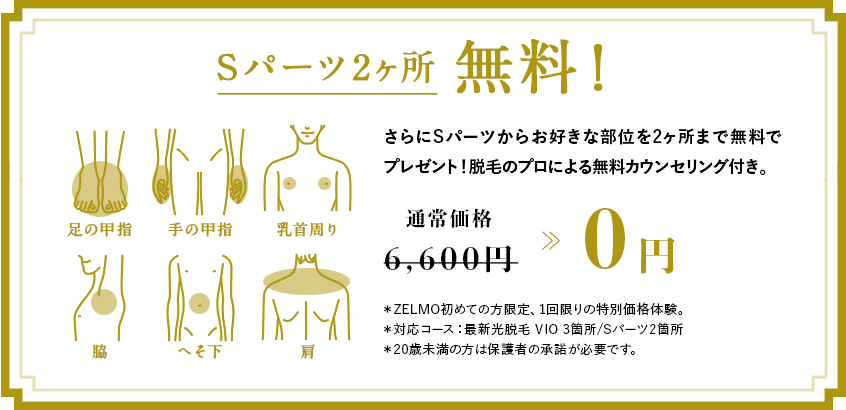 Sパーツ2ヶ所 無料!
さらにSパーツからお好きな部位を2ヶ所まで無料で
プレゼント!脱毛のプロによる無料カウンセリング付き。
足の甲指 手の甲指 乳首周り
脇 へそ下 肩
通常価格
6,600円 » 0円
*ZELMO初めての方限定、1回限りの特別価格体験。
*対応コース:最新光脱毛 VIO 3箇所/Sパーツ2箇所
*20歳未満の方は保護者の承諾が必要です。